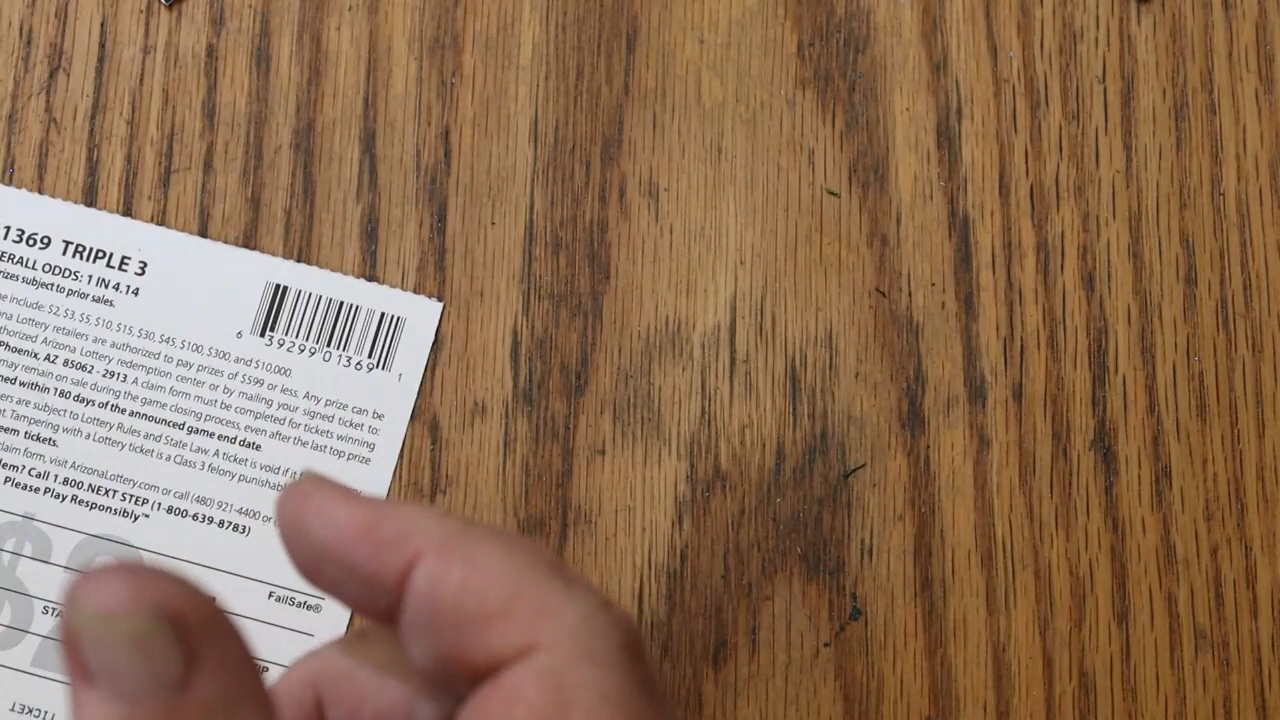 1369 TRIPLE 3
ERALL ODDS: 1 IN 4.14
rizes subject to prior sales.
e include: $2, $3, $5, $10, $15, $30, $45, $100, $300, and $10,000.
na Lottery retailers are authorized to pay prizes of $599 or less. Any prize can be
thorized Arizona Lottery redemption center or by mailing your signed ticket to:
Phoenix, AZ 85062 - 2913. A claim form must be completed for tickets winning
may remain on sale during the game closing process, even after the last top prize
ned within 180 days of the announced game end date.
ers are subject to Lottery Rules and State Law. A ticket is void if it
t. Tampering with a Lottery ticket is a Class 3 felony punishabl
eem tickets.
laim form, visit ArizonaLottery.com or call (480) 921-4400 or
lem? Call 1.800.NEXT STEP (1-800-639-8783)
Please Play Responsibly™
6 39299 01369 1
$
FailSafe®
STA
IP
TICKET